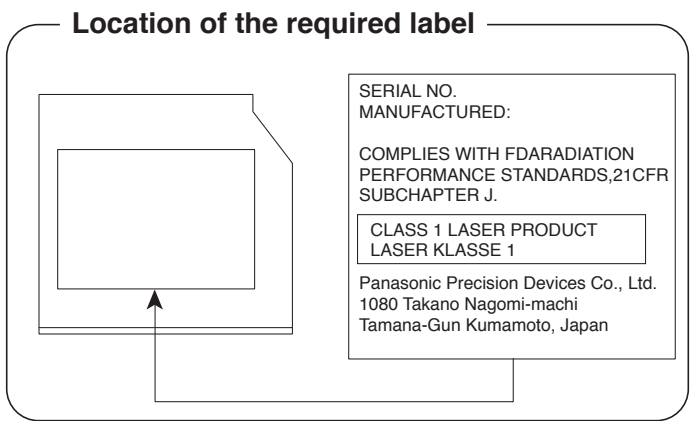 Location of the required label
SERIAL NO.
MANUFACTURED:
COMPLIES WITH FDARADIATION
PERFORMANCE STANDARDS,21CFR
SUBCHAPTER J.
CLASS 1 LASER PRODUCT
LASER KLASSE 1
Panasonic Precision Devices Co., Ltd.
1080 Takano Nagomi-machi
Tamana-Gun Kumamoto, Japan